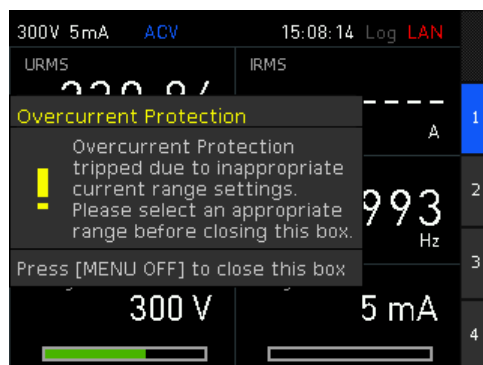 300V 5mA ACV 15:08:14 Log LAN
URMS IRMS
Overcurrent Protection
A
1
Overcurrent Protection
tripped due to inappropriate
current range settings.
Please select an appropriate
range before closing this box.
!
993
Hz
2
Press [MENU OFF] to close this box
3
300 V 5 mA
4